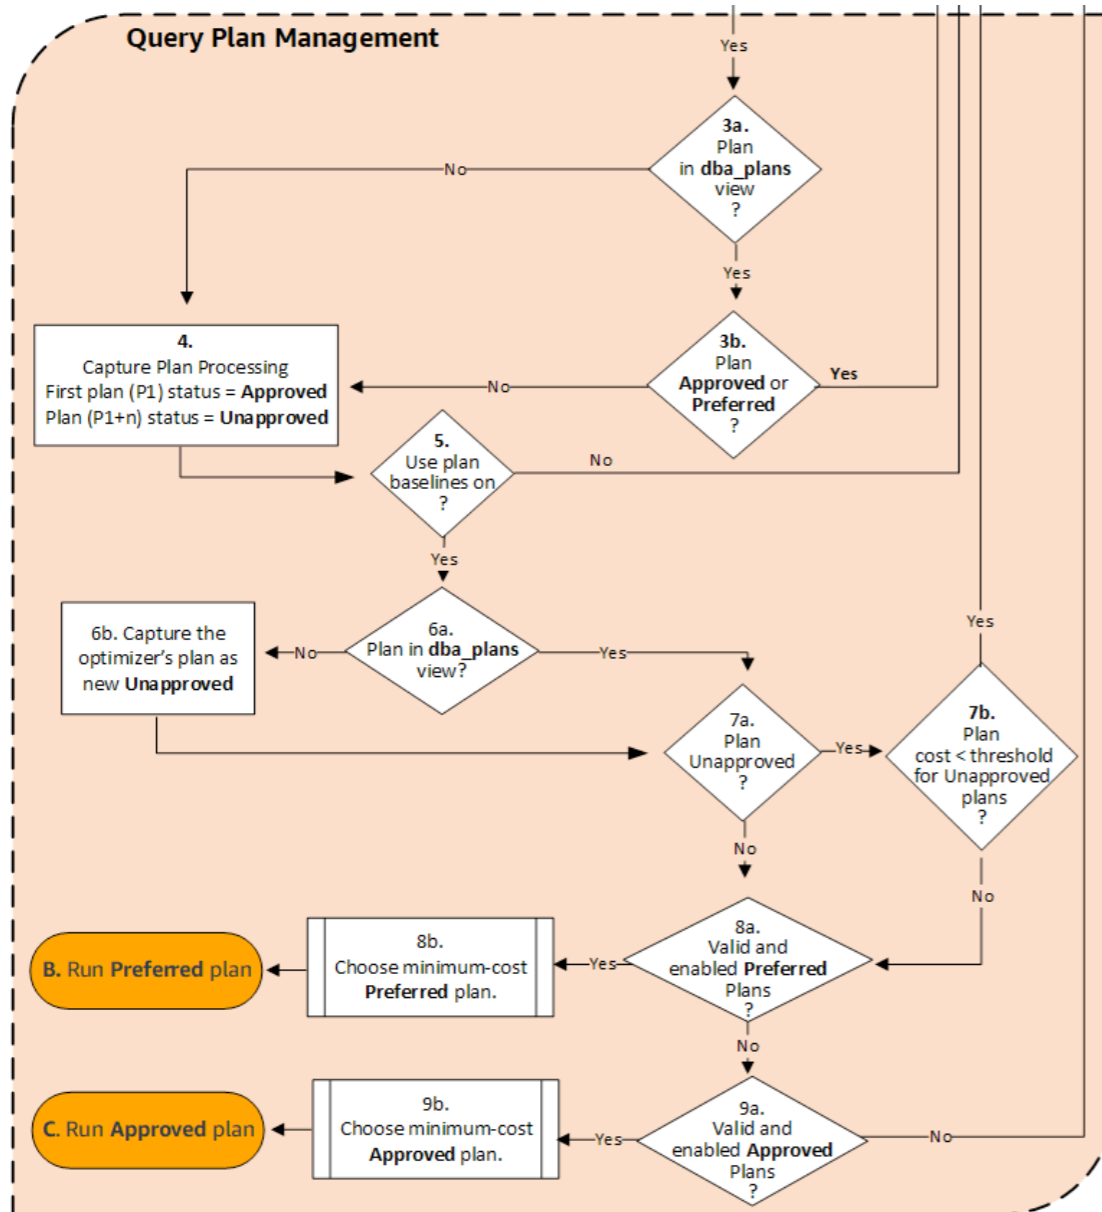 Query Plan Management
Yes
3a.
Plan
in dba_plans
view
?
No
Yes
4.
Capture Plan Processing
First plan (P1) status = Approved
Plan (P1+n) status = Unapproved
3b.
Plan
Approved or
Preferred
?
No
Yes
5.
Use plan
baselines on
?
No
Yes
6a.
Plan in dba_plans
view?
No
Yes
6b. Capture the
optimizer's plan as
new Unapproved
7a.
Plan
Unapproved
?
Yes
Yes
7b.
Plan
cost < threshold
for Unapproved
plans
?
No
No
8a.
Valid and
enabled Preferred
Plans
?
Yes
8b.
Choose minimum-cost
Preferred plan.
B. Run Preferred plan
No
9a.
Valid and
enabled Approved
Plans
?
No
Yes
9b.
Choose minimum-cost
Approved plan.
C. Run Approved plan